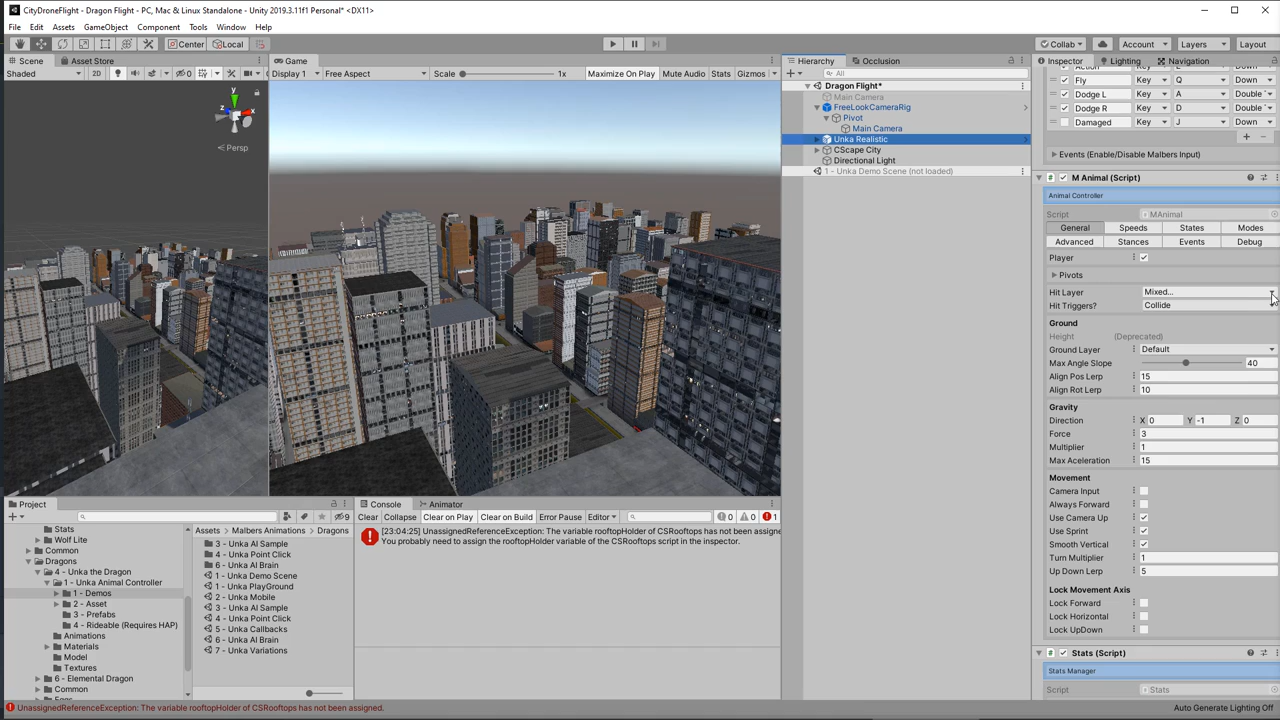 CityDroneFlight - Dragon Flight - PC, Mac & Linux Standalone - Unity 2019.3.11f1 Personal* <DX11>
File Edit Assets GameObject Component Tools Window Help
Center Local Collab Account Layers Layout
Scene Asset Store
Shaded 2D 0
y
x
z
Persp
Game
Display 1 Free Aspect Scale 1x Maximize On Play Mute Audio Stats Gizmos
Hierarchy Occlusion
All
Dragon Flight*
Main Camera
FreeLookCameraRig
Pivot
Main Camera
Unka Realistic
CScape City
Directional Light
1 - Unka Demo Scene (not loaded)
Inspector Lighting Navigation
Fly Key Q Down
Dodge L Key A Double
Dodge R Key D Double
Damaged Key J Down
Events (Enable/Disable Malbers Input)
M Animal (Script)
Animal Controller
Script MAnimal
General Speeds States Modes
Advanced Stances Events Debug
Player
Pivots
Hit Layer Mixed...
Hit Triggers? Collide
Ground
Height (Deprecated)
Ground Layer Default
Max Angle Slope 40
Align Pos Lerp 15
Align Rot Lerp 10
Gravity
Direction X 0 Y -1 Z 0
Force 3
Multiplier 1
Max Aceleration 15
Movement
Camera Input
Always Forward
Use Camera Up
Use Sprint
Smooth Vertical
Turn Multiplier 1
Up Down Lerp 5
Lock Movement Axis
Lock Forward
Lock Horizontal
Lock UpDown
Stats (Script)
Stats Manager
Script Stats
Project
9
Stats
Wolf Lite
Common
Dragons
4 - Unka the Dragon
1 - Unka Animal Controller
1 - Demos
2 - Asset
3 - Prefabs
4 - Rideable (Requires HAP)
Animations
Materials
Model
Textures
6 - Elemental Dragon
Common
Assets Malbers Animations Dragons
3 - Unka AI Sample
4 - Unka Point Click
6 - Unka AI Brain
1 - Unka Demo Scene
1 - Unka PlayGround
2 - Unka Mobile
3 - Unka AI Sample
4 - Unka Point Click
5 - Unka Callbacks
6 - Unka AI Brain
7 - Unka Variations
Console Animator
Clear Collapse Clear on Play Clear on Build Error Pause Editor 0 0 1
[23:04:25] UnassignedReferenceException: The variable rooftopHolder of CSRooftops has not been assigne
You probably need to assign the rooftopHolder variable of the CSRooftops script in the inspector.
UnassignedReferenceException: The variable rooftopHolder of CSRooftops has not been assigned.
Auto Generate Lighting Off